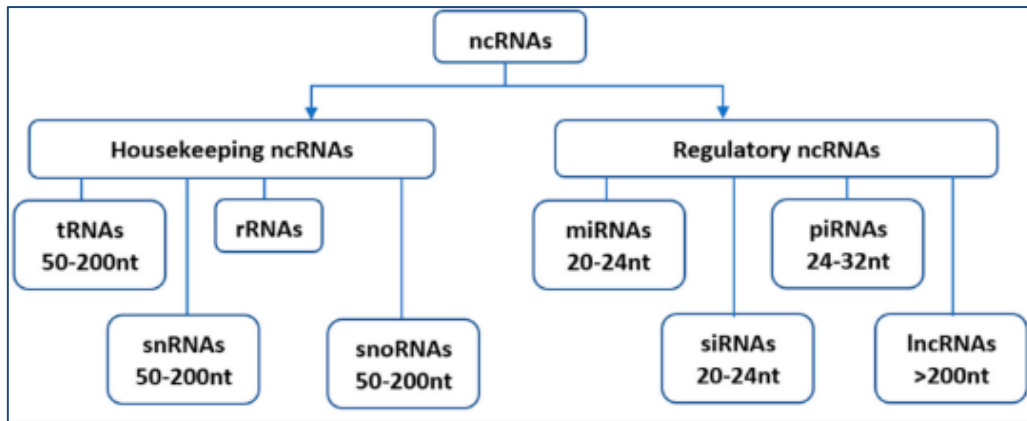 ncRNAs
Housekeeping ncRNAs
Regulatory ncRNAs
tRNAs
50-200nt
rRNAs
miRNAs
20-24nt
piRNAs
24-32nt
snRNAs
50-200nt
snoRNAs
50-200nt
siRNAs
20-24nt
lncRNAs
>200nt